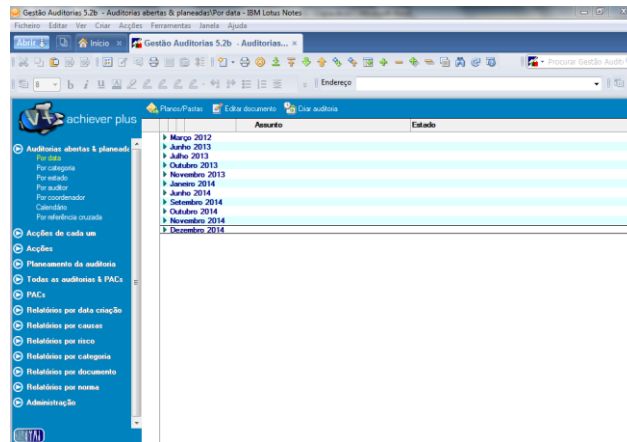 Gestão Auditorias 5.2b - Auditorias abertas & planeadas\Por data - IBM Lotus Notes
Ficheiro Editar Ver Criar Acções Ferramentas Janela Ajuda
Abrir Início Gestão Auditorias 5.2b - Auditorias...
Procurar Gestão Audito
8 b i u Endereço
achiever plus
Planos/Pastas Editar documento Criar auditoria
Assunto Estado
Auditorias abertas & planeada
Por data
Por categoria
Por estado
Por auditor
Por coordenador
Calendário
Por referência cruzada
Acções de cada um
Acções
Planeamento da auditoria
Todas as auditorias & PACs
PACs
Relatórios por data criação
Relatórios por causas
Relatórios por risco
Relatórios por categoria
Relatórios por documento
Relatórios por norma
Administração
Março 2012
Junho 2013
Julho 2013
Outubro 2013
Novembro 2013
Janeiro 2014
Junho 2014
Setembro 2014
Outubro 2014
Novembro 2014
Dezembro 2014